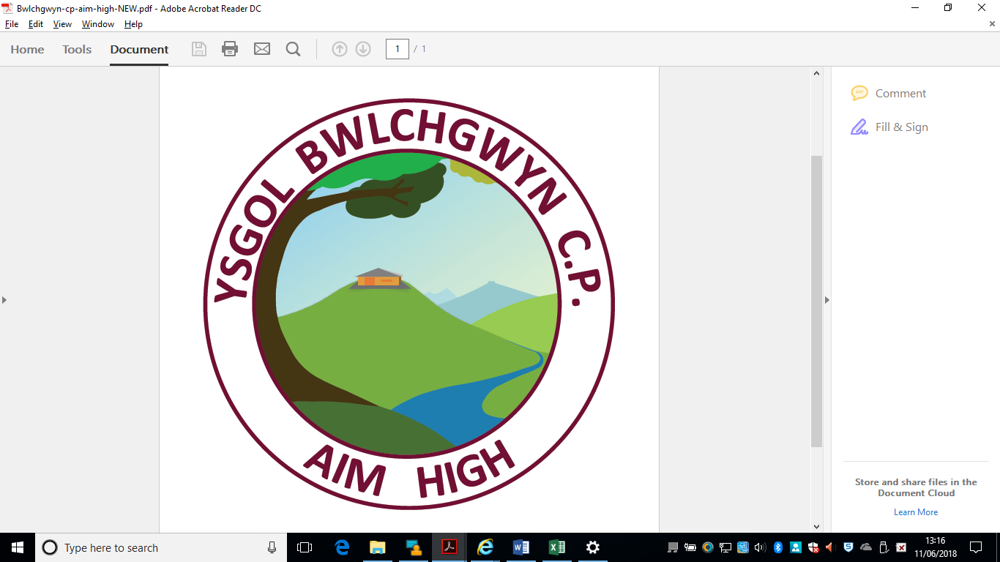 Bwlchgwyn-cp-aim-high-NEW.pdf - Adobe Acrobat Reader DC
File Edit View Window Help
Home Tools Document 1 / 1
YSGOL BWLCHGWYN C.P.
AIM HIGH
Comment
Fill & Sign
Store and share files in the
Document Cloud
Learn More
Type here to search
13:16
11/06/2018